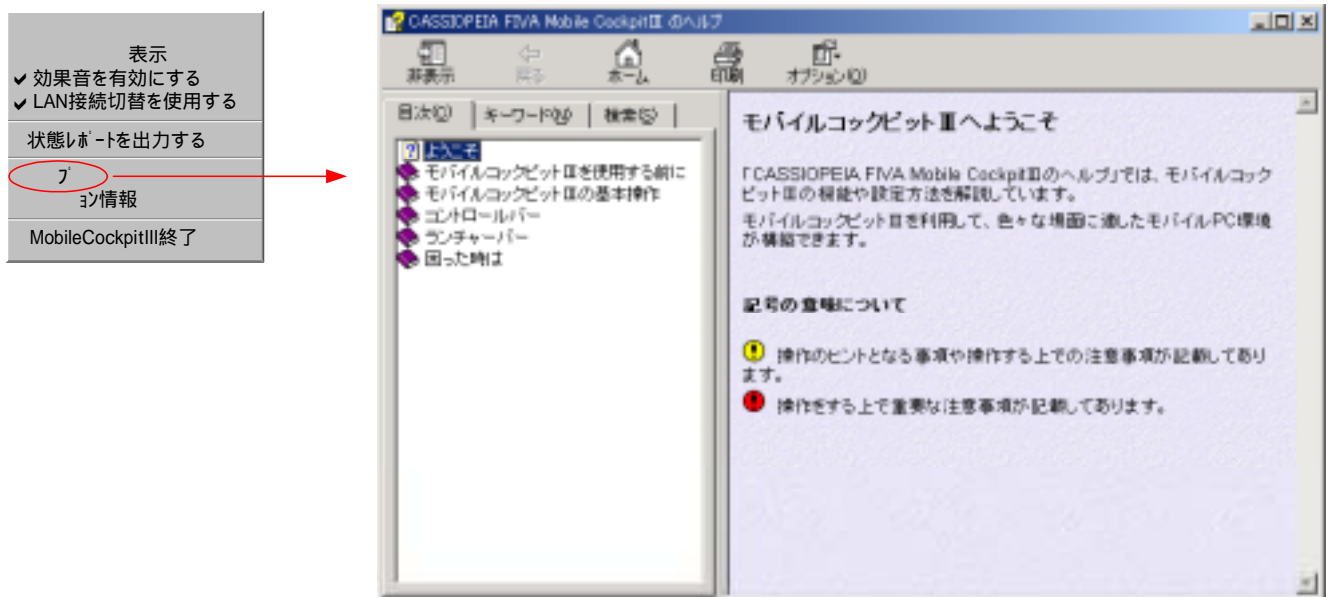 表示
効果音を有効にする
LAN接続切替を使用する
状態ﾚﾎﾟｰﾄを出力する
ﾌﾟ
ｮﾝ情報
MobileCockpitIII終了
CASSIOPEIA FIVA Mobile CockpitⅢ のヘルプ
非表示 戻る ホーム 印刷 オプション(O)
目次(C) キーワード(N) 検索(S)
ようこそ
モバイルコックピットⅢを使用する前に
モバイルコックピットⅢの基本操作
コントロールバー
ランチャーバー
困った時は
モバイルコックピットⅢへようこそ
「CASSIOPEIA FIVA Mobile CockpitⅢのヘルプ」では、モバイルコック
ピットⅢの機能や設定方法を解説しています。
モバイルコックピットⅢを利用して、色々な場面に適したモバイルPC環境
が構築できます。
記号の意味について
操作のヒントとなる事項や操作する上での注意事項が記載してあり
ます。
操作をする上で重要な注意事項が記載してあります。